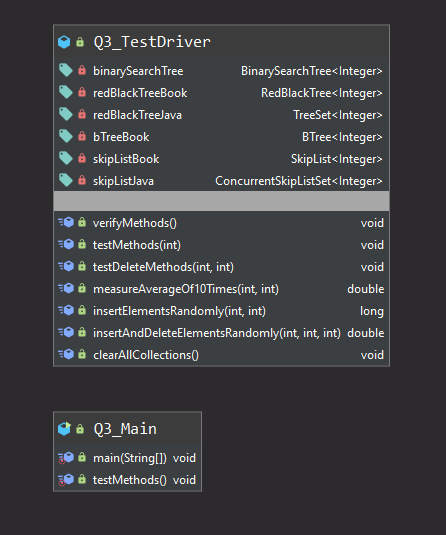 Q3_TestDriver
binarySearchTree BinarySearchTree<Integer>
redBlackTreeBook RedBlackTree<Integer>
redBlackTreeJava TreeSet<Integer>
bTreeBook BTree<Integer>
skipListBook SkipList<Integer>
skipListJava ConcurrentSkipListSet<Integer>
verifyMethods() void
testMethods(int) void
testDeleteMethods(int, int) void
measureAverageOf10Times(int, int) double
insertElementsRandomly(int, int) long
insertAndDeleteElementsRandomly(int, int, int) double
clearAllCollections() void
Q3_Main
main(String[]) void
testMethods() void